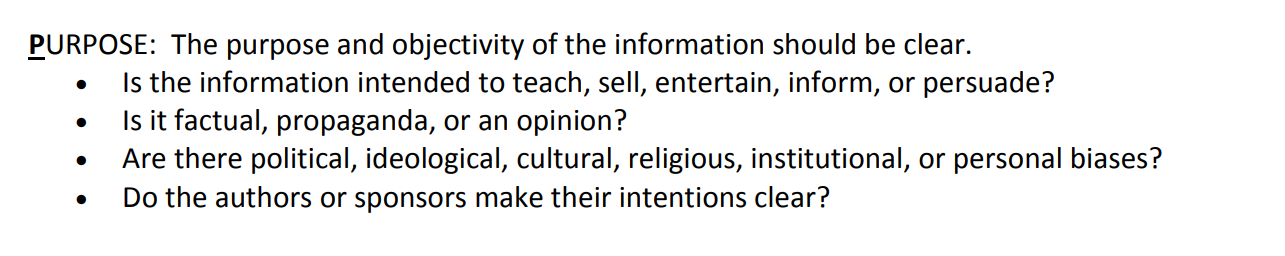 PURPOSE: The purpose and objectivity of the information should be clear.
• Is the information intended to teach, sell, entertain, inform, or persuade?
• Is it factual, propaganda, or an opinion?
• Are there political, ideological, cultural, religious, institutional, or personal biases?
• Do the authors or sponsors make their intentions clear?